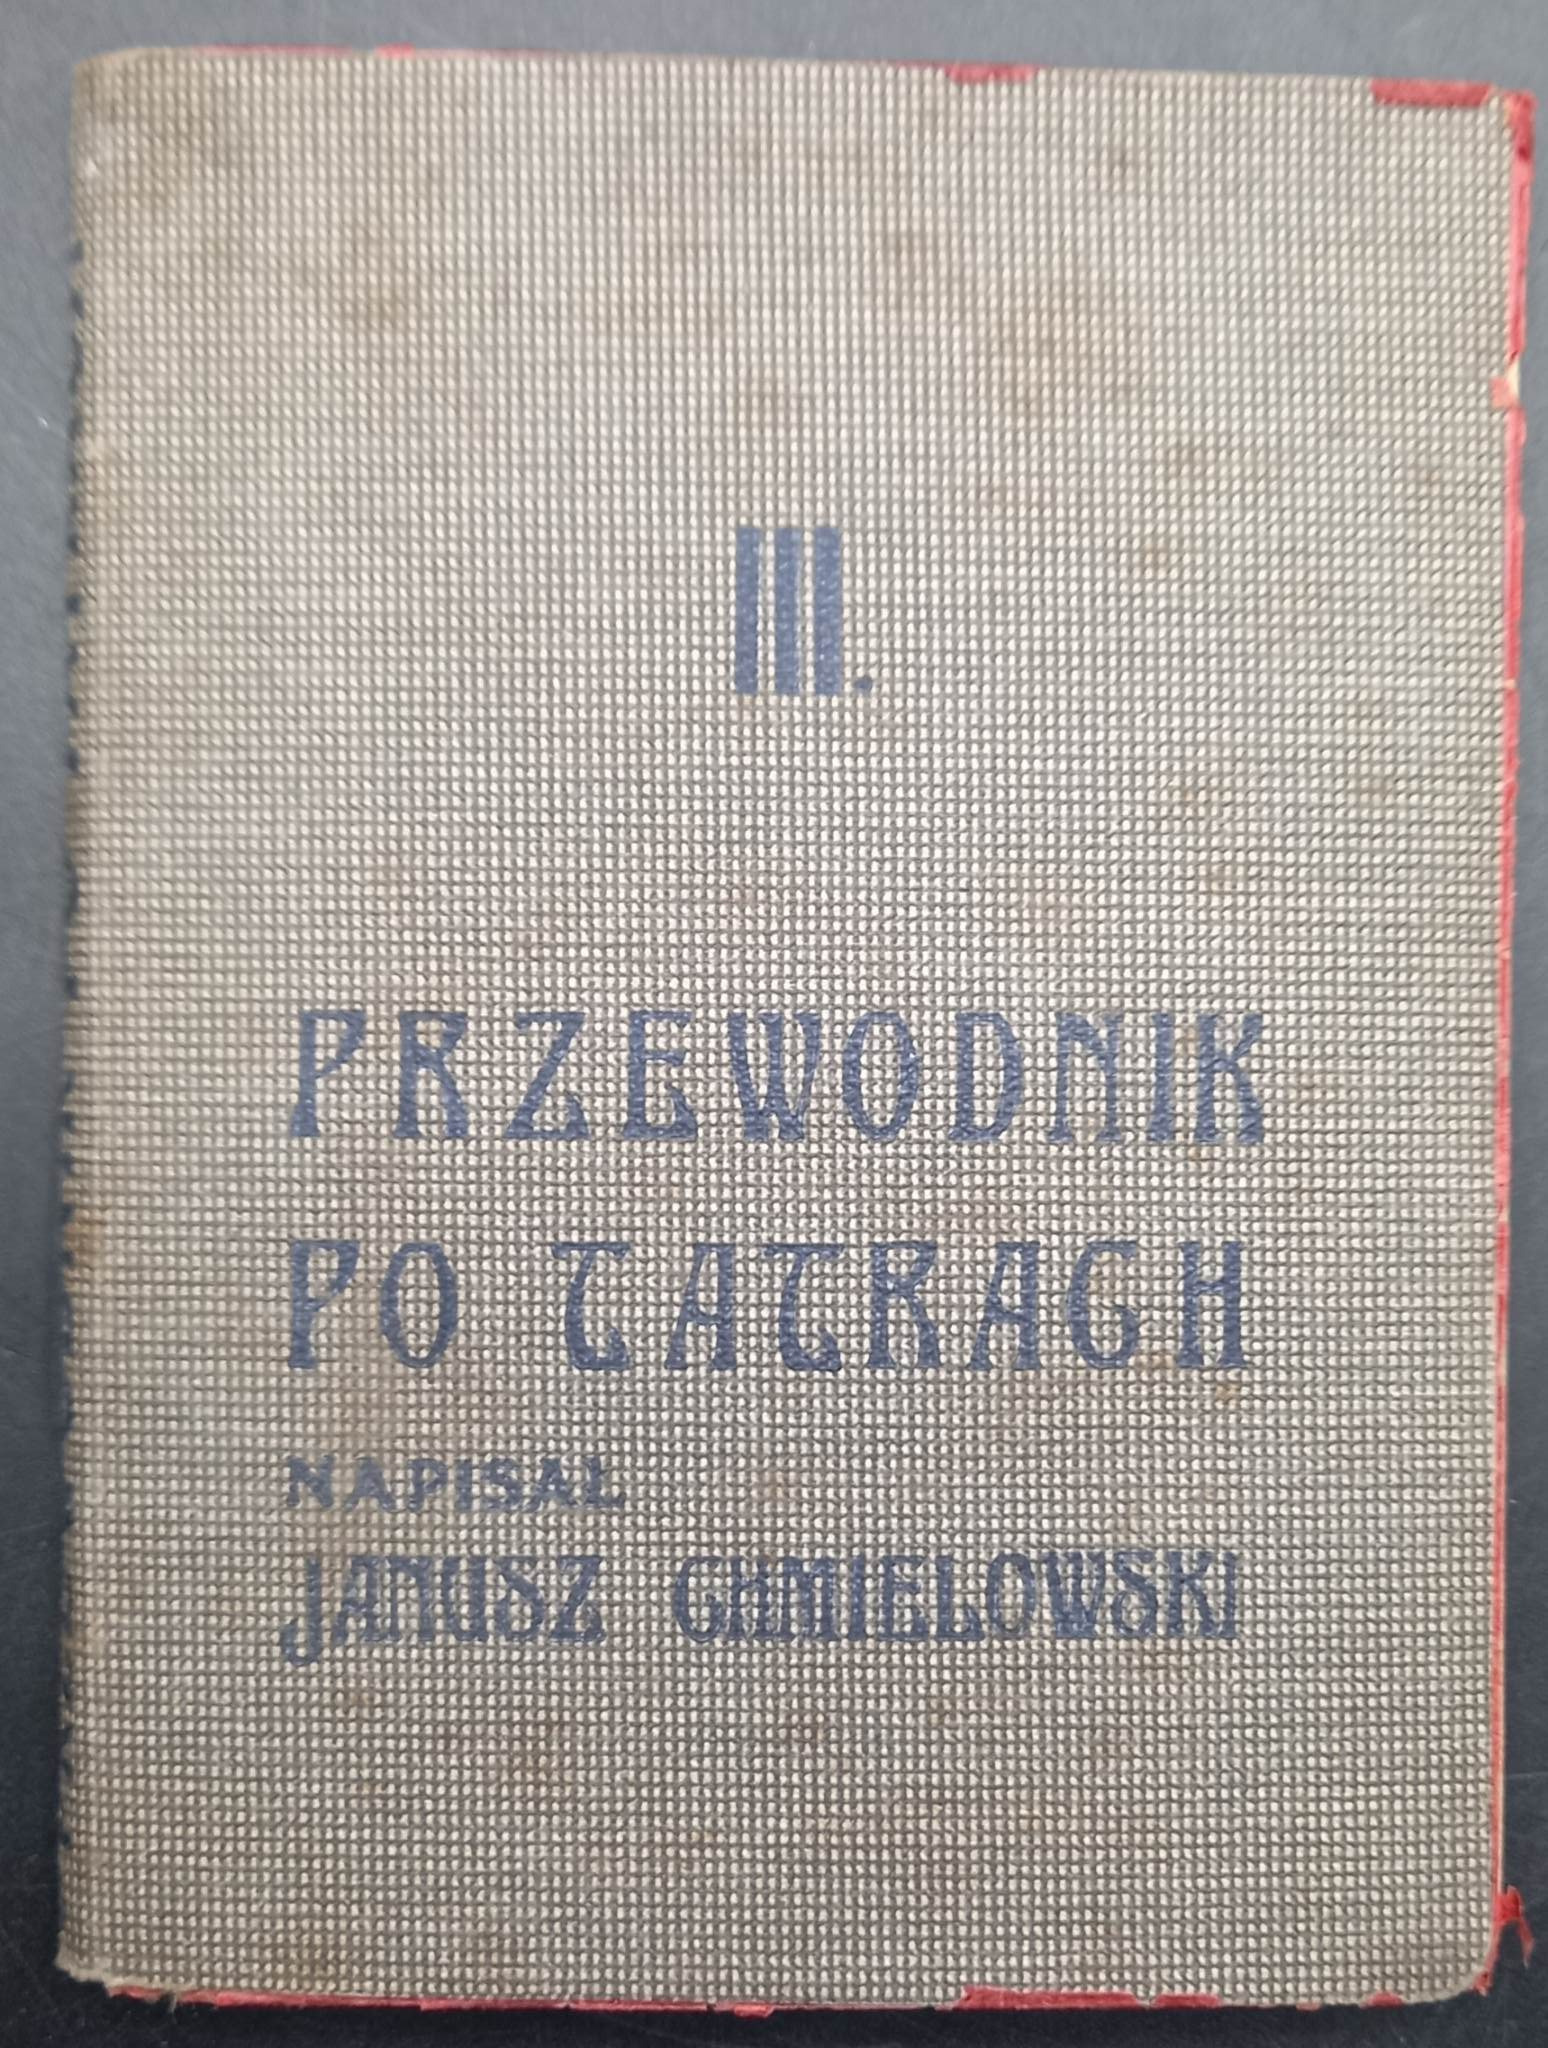 III.
PRZEWODNIK
PO TATRACH
NAPISAŁ
JANUSZ CHMIELOWSKI